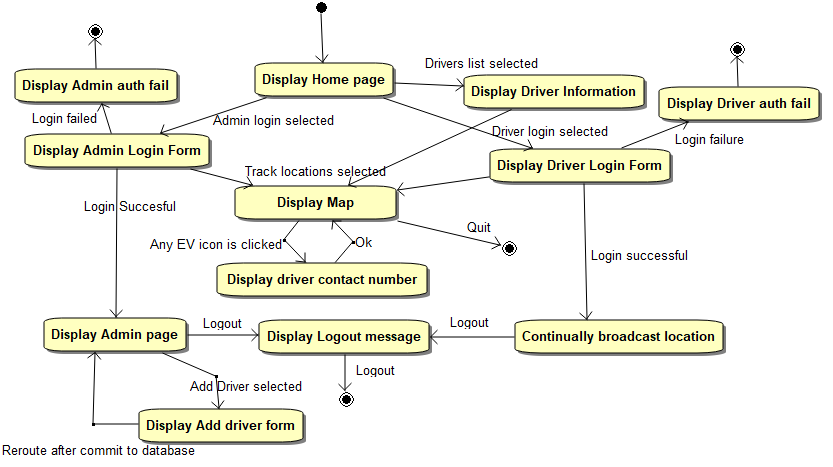 Drivers list selected
Display Home page
Display Admin auth fail
Display Driver Information
Display Driver auth fail
Login failed
Admin login selected
Driver login selected
Login failure
Display Admin Login Form
Display Driver Login Form
Track locations selected
Display Map
Login Succesful
Quit
Any EV icon is clicked
Ok
Login successful
Display driver contact number
Display Admin page
Logout
Display Logout message
Logout
Continually broadcast location
Logout
Add Driver selected
Display Add driver form
Reroute after commit to database